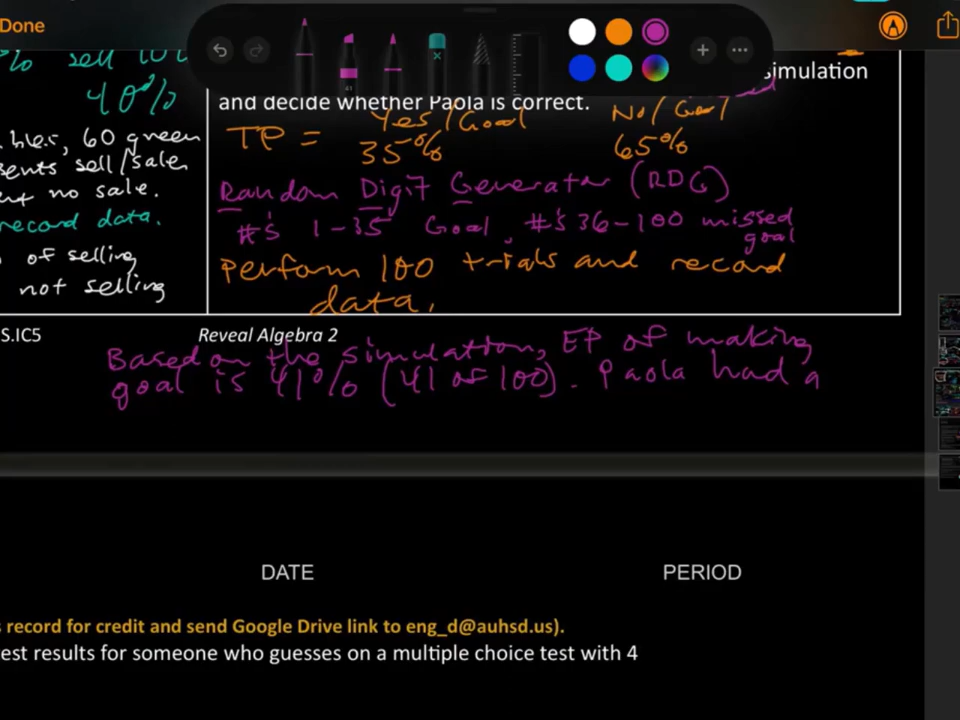 Done
% sell
40%
60 green
sents sell/sales
no sale.
record data.
of selling
not selling
simulation
and decide whether Paola is correct.
Yes/Goal No/Goal
TP = 35% 65%
Random Digit Generator (RDG)
#'s 1-35 Goal, #'s 36-100 missed
goal
Perform 100 trials and record
data.
S.IC5 Reveal Algebra 2
Based on the simulation, EP of making
goal is 41% (41 of 100). Paola had a
DATE PERIOD
record for credit and send Google Drive link to eng_d@auhsd.us).
est results for someone who guesses on a multiple choice test with 4